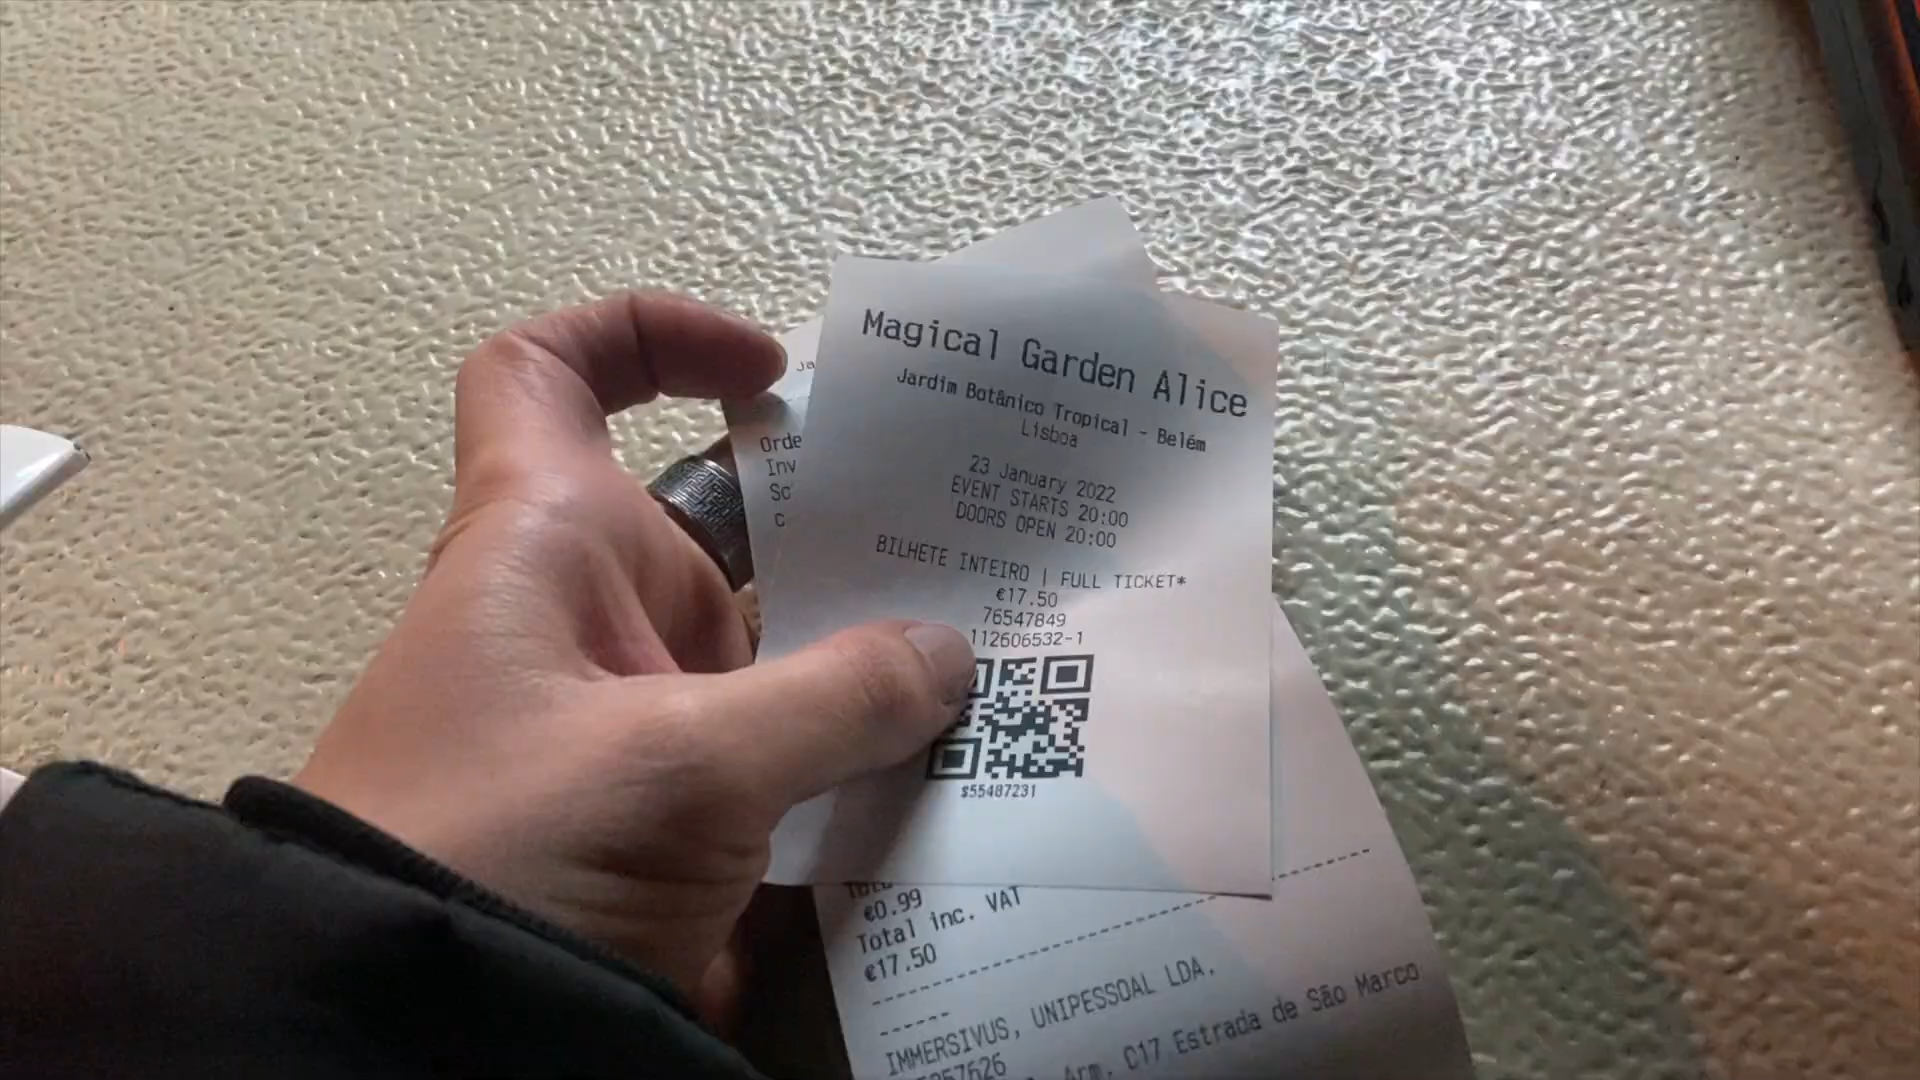 Magical Garden Alice
Jardim Botânico Tropical - Belém
Lisboa
23 January 2022
EVENT STARTS 20:00
DOORS OPEN 20:00
BILHETE INTEIRO | FULL TICKET*
€17.50
76547849
112606532-1
$55487231
€0.99
Total inc. VAT
€17.50
IMMERSIVUS, UNIPESSOAL LDA.
Arm. C17 Estrada de São Marco